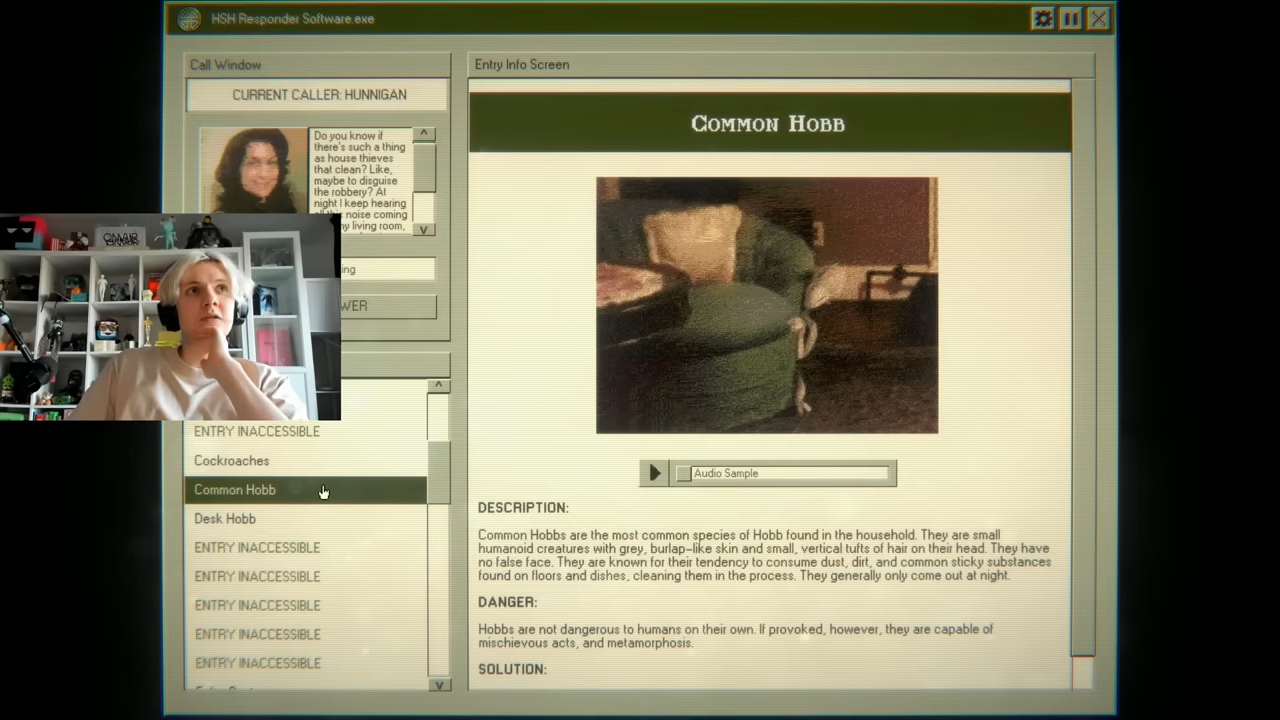 HSH Responder Software.exe
Call Window
CURRENT CALLER: HUNNIGAN
Do you know if
there's such a thing
as house thieves
that clean? Like,
maybe to disguise
the robbery? At
night I keep hearing
noise coming
living room,
Entry Info Screen
COMMON HOBB
Audio Sample
DESCRIPTION:
Common Hobbs are the most common species of Hobb found in the household. They are small
humanoid creatures with grey, burlap-like skin and small, vertical tufts of hair on their head. They have
no false face. They are known for their tendency to consume dust, dirt, and common sticky substances
found on floors and dishes, cleaning them in the process. They generally only come out at night.
DANGER:
Hobbs are not dangerous to humans on their own. If provoked, however, they are capable of
mischievous acts, and metamorphosis.
SOLUTION:
ENTRY INACCESSIBLE
Cockroaches
Common Hobb
Desk Hobb
ENTRY INACCESSIBLE
ENTRY INACCESSIBLE
ENTRY INACCESSIBLE
ENTRY INACCESSIBLE
ENTRY INACCESSIBLE